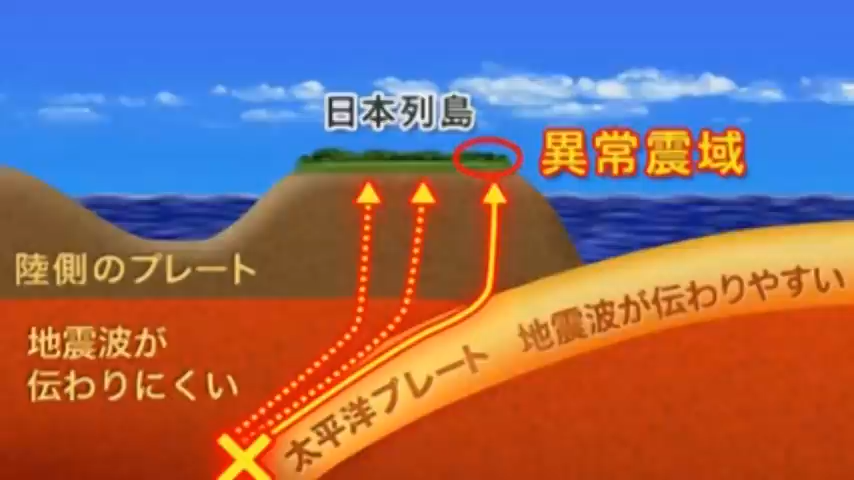 日本列島
異常震域
陸側のプレート
地震波が
伝わりにくい
太平洋プレート 地震波が伝わりやすい